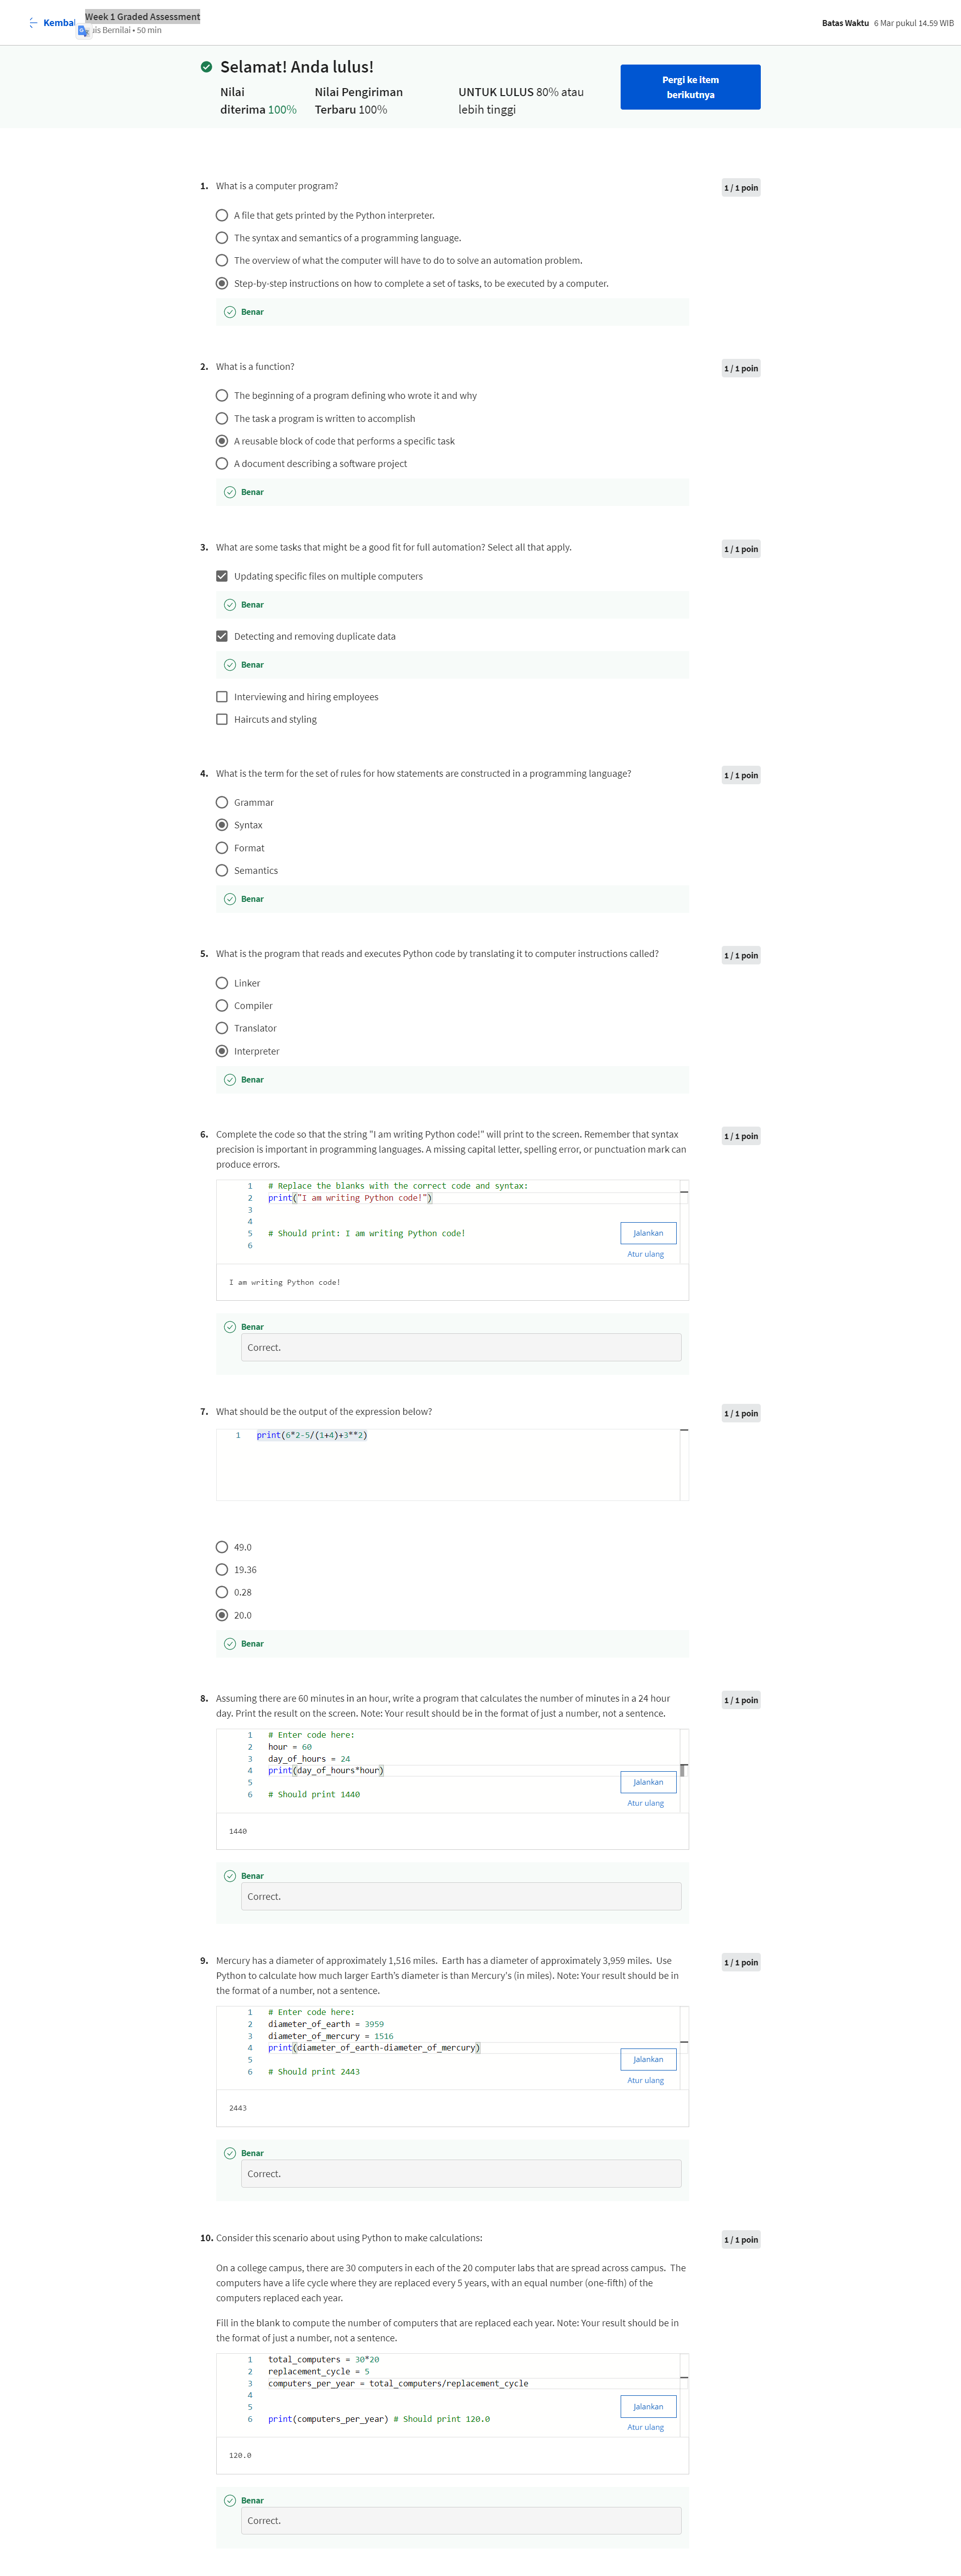 Week 1 Graded Assessment
Batas Waktu 6 Mar pukul 14.59 WIB
Bernilai • 50 min
Selamat! Anda lulus!
Nilai diterima 100%
Nilai Pengiriman Terbaru 100%
UNTUK LULUS 80% atau lebih tinggi
Pergi ke item berikutnya
1. What is a computer program?
1 / 1 poin
A file that gets printed by the Python interpreter.
The syntax and semantics of a programming language.
The overview of what the computer will have to do to solve an automation problem.
Step-by-step instructions on how to complete a set of tasks, to be executed by a computer.
Benar
2. What is a function?
1 / 1 poin
The beginning of a program defining who wrote it and why
The task a program is written to accomplish
A reusable block of code that performs a specific task
A document describing a software project
Benar
3. What are some tasks that might be a good fit for full automation? Select all that apply.
1 / 1 poin
Updating specific files on multiple computers
Benar
Detecting and removing duplicate data
Benar
Interviewing and hiring employees
Haircuts and styling
4. What is the term for the set of rules for how statements are constructed in a programming language?
1 / 1 poin
Grammar
Syntax
Format
Semantics
Benar
5. What is the program that reads and executes Python code by translating it to computer instructions called?
1 / 1 poin
Linker
Compiler
Translator
Interpreter
Benar
6. Complete the code so that the string "I am writing Python code!" will print to the screen. Remember that syntax
precision is important in programming languages. A missing capital letter, spelling error, or punctuation mark can
produce errors.
1 / 1 poin
1 # Replace the blanks with the correct code and syntax:
2 print("I am writing Python code!")
3
4
5 # Should print: I am writing Python code!
6
Jalankan
Atur ulang
I am writing Python code!
Benar
Correct.
7. What should be the output of the expression below?
1 / 1 poin
1 print(6*2-5/(1+4)+3**2)
49.0
19.36
0.28
20.0
Benar
8. Assuming there are 60 minutes in an hour, write a program that calculates the number of minutes in a 24 hour
day. Print the result on the screen. Note: Your result should be in the format of just a number, not a sentence.
1 / 1 poin
1 # Enter code here:
2 hour = 60
3 day_of_hours = 24
4 print(day_of_hours*hour)
5
6 # Should print 1440
Jalankan
Atur ulang
1440
Benar
Correct.
9. Mercury has a diameter of approximately 1,516 miles. Earth has a diameter of approximately 3,959 miles. Use
Python to calculate how much larger Earth's diameter is than Mercury's (in miles). Note: Your result should be in
the format of a number, not a sentence.
1 / 1 poin
1 # Enter code here:
2 diameter_of_earth = 3959
3 diameter_of_mercury = 1516
4 print(diameter_of_earth-diameter_of_mercury)
5
6 # Should print 2443
Jalankan
Atur ulang
2443
Benar
Correct.
10. Consider this scenario about using Python to make calculations:
1 / 1 poin
On a college campus, there are 30 computers in each of the 20 computer labs that are spread across campus. The
computers have a life cycle where they are replaced every 5 years, with an equal number (one-fifth) of the
computers replaced each year.
Fill in the blank to compute the number of computers that are replaced each year. Note: Your result should be in
the format of just a number, not a sentence.
1 total_computers = 30*20
2 replacement_cycle = 5
3 computers_per_year = total_computers/replacement_cycle
4
5
6 print(computers_per_year) # Should print 120.0
Jalankan
Atur ulang
120.0
Benar
Correct.